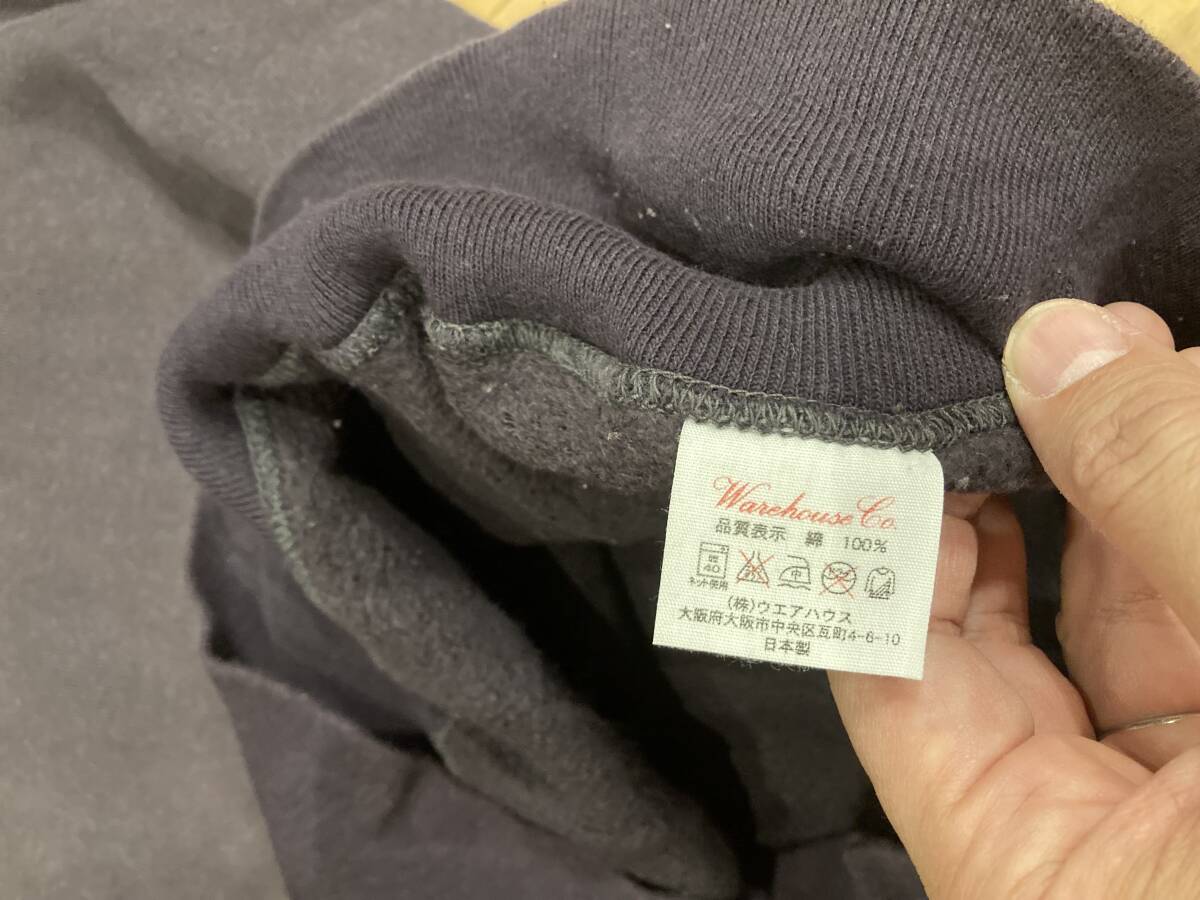 Warehouse Co.
品質表示 綿 100%
40 中
ネット使用
(株)ウエアハウス
大阪府大阪市中央区瓦町4-6-10
日本製